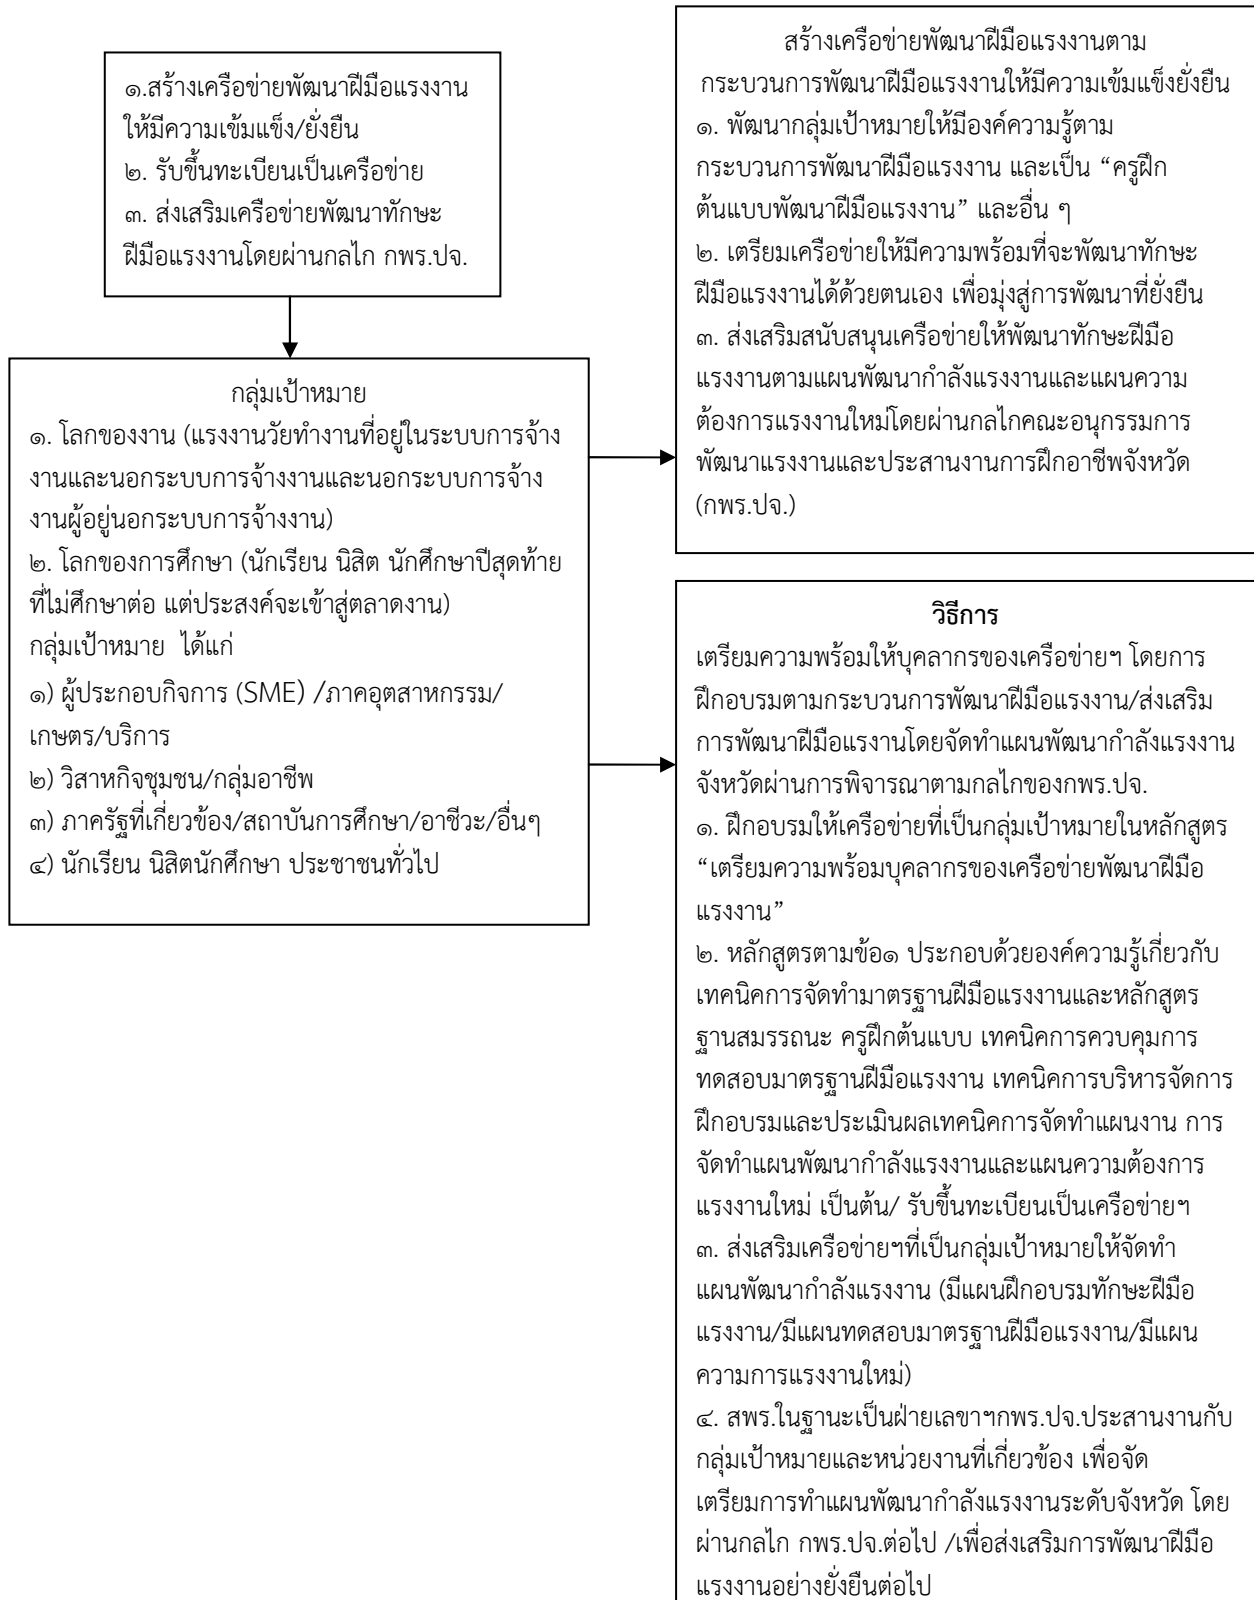 ๑.สร้างเครือข่ายพัฒนาฝีมือแรงงาน
ให้มีความเข้มแข็ง/ยั่งยืน
๒. รับขึ้นทะเบียนเป็นเครือข่าย
๓. ส่งเสริมเครือข่ายพัฒนาทักษะ
ฝีมือแรงงานโดยผ่านกลไก กพร.ปจ.
กลุ่มเป้าหมาย
๑. โลกของงาน (แรงงานวัยทำงานที่อยู่ในระบบการจ้าง
งานและนอกระบบการจ้างงานและนอกระบบการจ้าง
งานผู้อยู่นอกระบบการจ้างงาน)
๒. โลกของการศึกษา (นักเรียน นิสิต นักศึกษาปีสุดท้าย
ที่ไม่ศึกษาต่อ แต่ประสงค์จะเข้าสู่ตลาดงาน)
กลุ่มเป้าหมาย ได้แก่
๑) ผู้ประกอบกิจการ (SME) /ภาคอุตสาหกรรม/
เกษตร/บริการ
๒) วิสาหกิจชุมชน/กลุ่มอาชีพ
๓) ภาครัฐที่เกี่ยวข้อง/สถาบันการศึกษา/อาชีวะ/อื่นๆ
๔) นักเรียน นิสิตนักศึกษา ประชาชนทั่วไป
สร้างเครือข่ายพัฒนาฝีมือแรงงานตาม
กระบวนการพัฒนาฝีมือแรงงานให้มีความเข้มแข็งยั่งยืน
๑. พัฒนากลุ่มเป้าหมายให้มีองค์ความรู้ตาม
กระบวนการพัฒนาฝีมือแรงงาน และเป็น “ครูฝึก
ต้นแบบพัฒนาฝีมือแรงงาน” และอื่น ๆ
๒. เตรียมเครือข่ายให้มีความพร้อมที่จะพัฒนาทักษะ
ฝีมือแรงงานได้ด้วยตนเอง เพื่อมุ่งสู่การพัฒนาที่ยั่งยืน
๓. ส่งเสริมสนับสนุนเครือข่ายให้พัฒนาทักษะฝีมือ
แรงงานตามแผนพัฒนากำลังแรงงานและแผนความ
ต้องการแรงงานใหม่โดยผ่านกลไกคณะอนุกรรมการ
พัฒนาแรงงานและประสานงานการฝึกอาชีพจังหวัด
(กพร.ปจ.)
วิธีการ
เตรียมความพร้อมให้บุคลากรของเครือข่ายฯ โดยการ
ฝึกอบรมตามกระบวนการพัฒนาฝีมือแรงงาน/ส่งเสริม
การพัฒนาฝีมือแรงานโดยจัดทำแผนพัฒนากำลังแรงงาน
จังหวัดผ่านการพิจารณาตามกลไกของกพร.ปจ.
๑. ฝึกอบรมให้เครือข่ายที่เป็นกลุ่มเป้าหมายในหลักสูตร
“เตรียมความพร้อมบุคลากรของเครือข่ายพัฒนาฝีมือ
แรงงาน”
๒. หลักสูตรตามข้อ๑ ประกอบด้วยองค์ความรู้เกี่ยวกับ
เทคนิคการจัดทำมาตรฐานฝีมือแรงงานและหลักสูตร
ฐานสมรรถนะ ครูฝึกต้นแบบ เทคนิคการควบคุมการ
ทดสอบมาตรฐานฝีมือแรงงาน เทคนิคการบริหารจัดการ
ฝึกอบรมและประเมินผลเทคนิคการจัดทำแผนงาน การ
จัดทำแผนพัฒนากำลังแรงงานและแผนความต้องการ
แรงงานใหม่ เป็นต้น/ รับขึ้นทะเบียนเป็นเครือข่ายฯ
๓. ส่งเสริมเครือข่ายฯที่เป็นกลุ่มเป้าหมายให้จัดทำ
แผนพัฒนากำลังแรงงาน (มีแผนฝึกอบรมทักษะฝีมือ
แรงงาน/มีแผนทดสอบมาตรฐานฝีมือแรงงาน/มีแผน
ความการแรงงานใหม่)
๔. สพร.ในฐานะเป็นฝ่ายเลขาฯกพร.ปจ.ประสานงานกับ
กลุ่มเป้าหมายและหน่วยงานที่เกี่ยวข้อง เพื่อจัด
เตรียมการทำแผนพัฒนากำลังแรงงานระดับจังหวัด โดย
ผ่านกลไก กพร.ปจ.ต่อไป /เพื่อส่งเสริมการพัฒนาฝีมือ
แรงงานอย่างยั่งยืนต่อไป